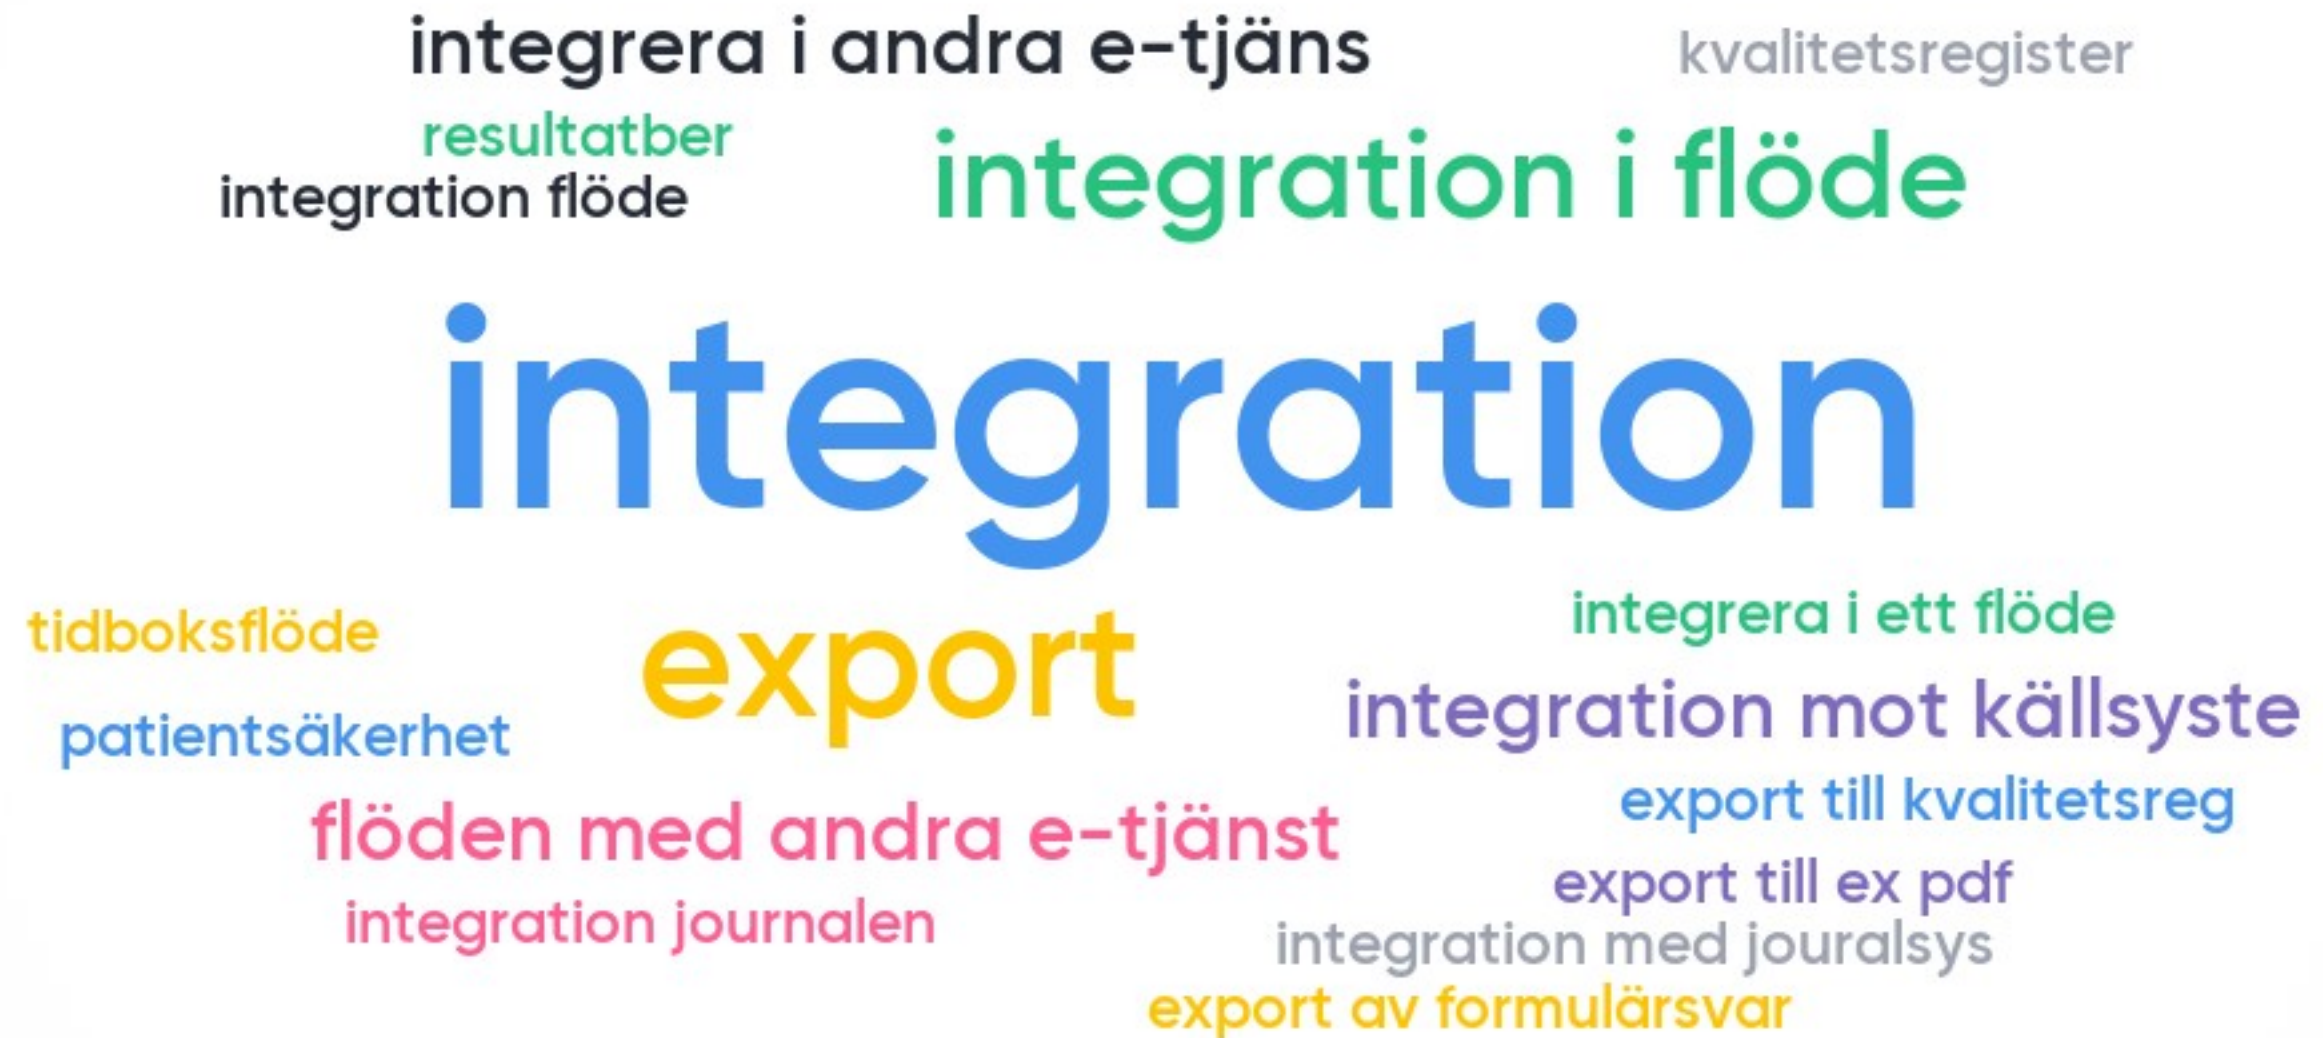 integrera i andra e-tjäns
kvalitetsregister
resultatber
integration i flöde
integration flöde
integration
tidboksflöde
export
integrera i ett flöde
integration mot källsyste
patientsäkerhet
export till kvalitetsreg
flöden med andra e-tjänst
export till ex pdf
integration journalen
integration med jouralsys
export av formulärsvar